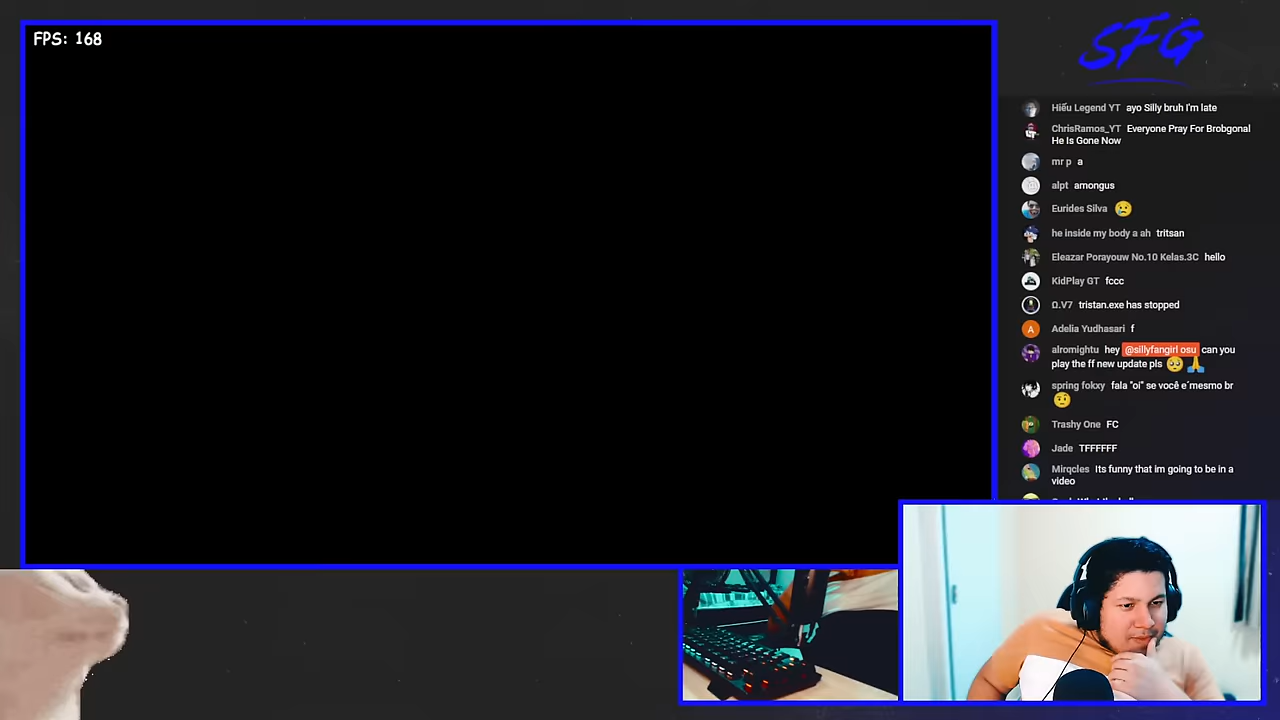 FPS: 168
SFG
Hiếu Legend YT ayo Silly bruh I'm late
ChrisRamos_YT Everyone Pray For Brobgonal
He Is Gone Now
mr p a
alpt amongus
Eurides Silva 😢
he inside my body a ah tritsan
Eleazar Porayouw No.10 Kelas.3C hello
KidPlay GT fccc
Ω.V7 tristan.exe has stopped
A
Adelia Yudhasari f
alromightu hey @sillyfangirl osu can you
play the ff new update pls 🥺 🙏
spring fokxy fala "oi" se você e´mesmo br
🤨
Trashy One FC
Jade TFFFFFF
Mirqcles Its funny that im going to be in a
video